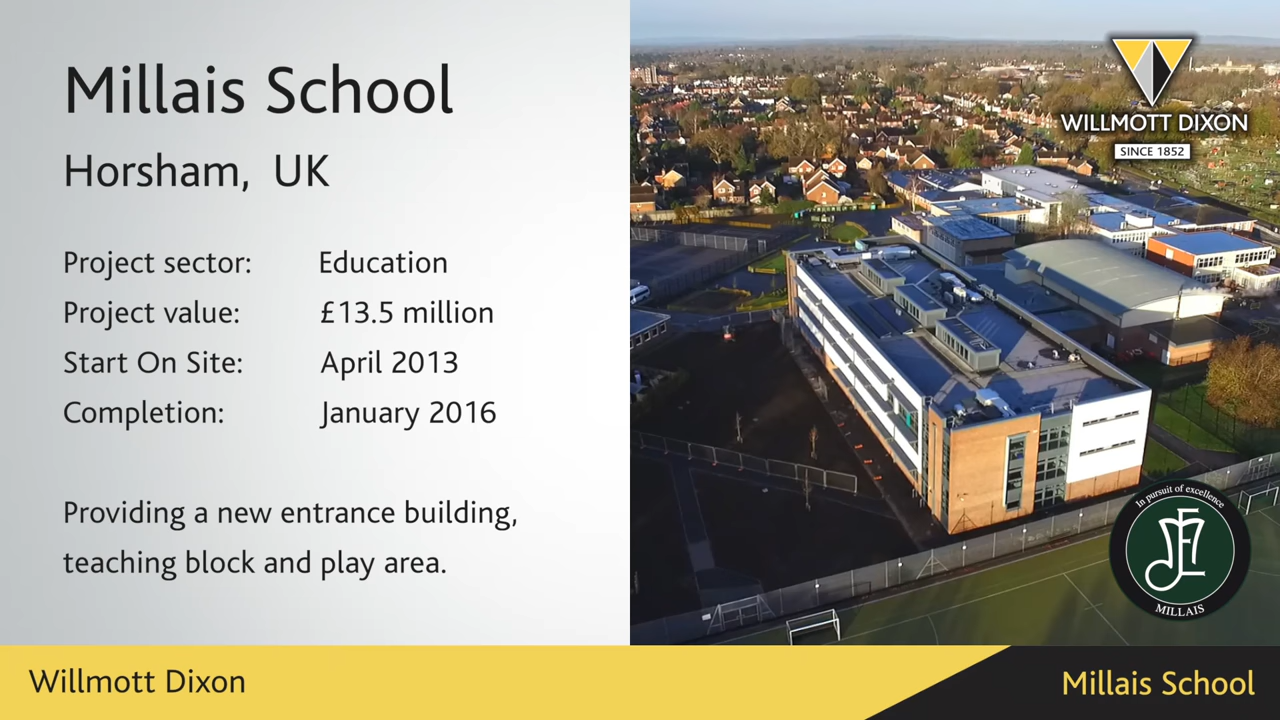 Millais School
Horsham, UK
Project sector: Education
Project value: £13.5 million
Start On Site: April 2013
Completion: January 2016
Providing a new entrance building,
teaching block and play area.
WILLMOTT DIXON
SINCE 1852
In pursuit of excellence
MILLAIS
Willmott Dixon
Millais School